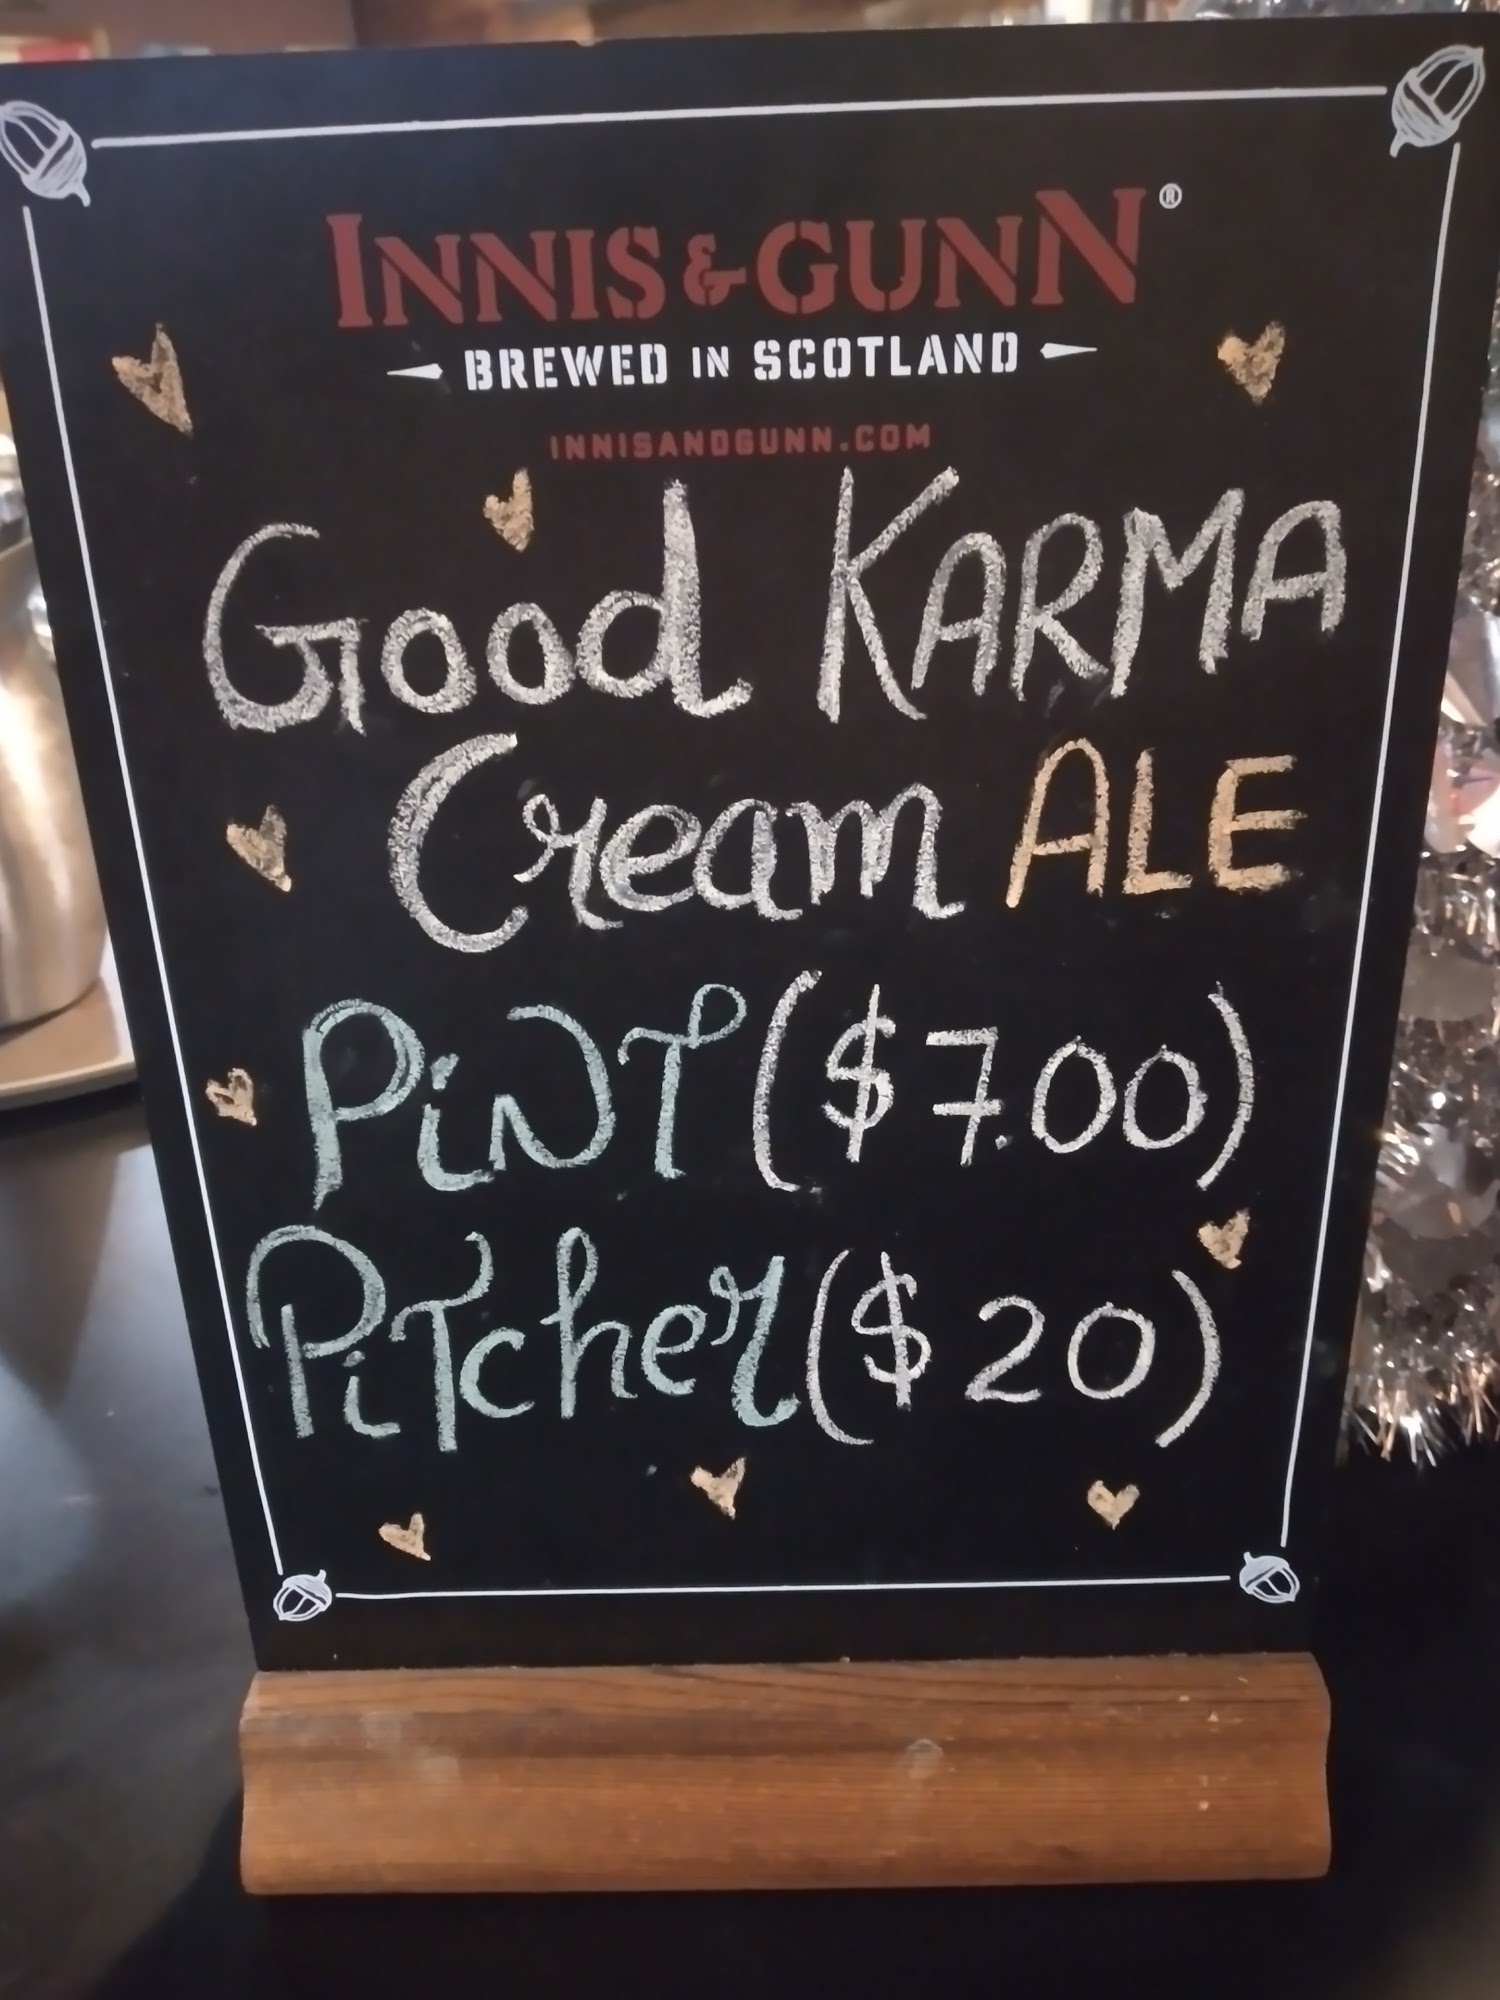 INNIS & GUNN®
BREWED IN SCOTLAND
INNISANDGUNN.COM
Good KARMA
Cream ALE
PiNT ($7.00)
PiTcher ($20)